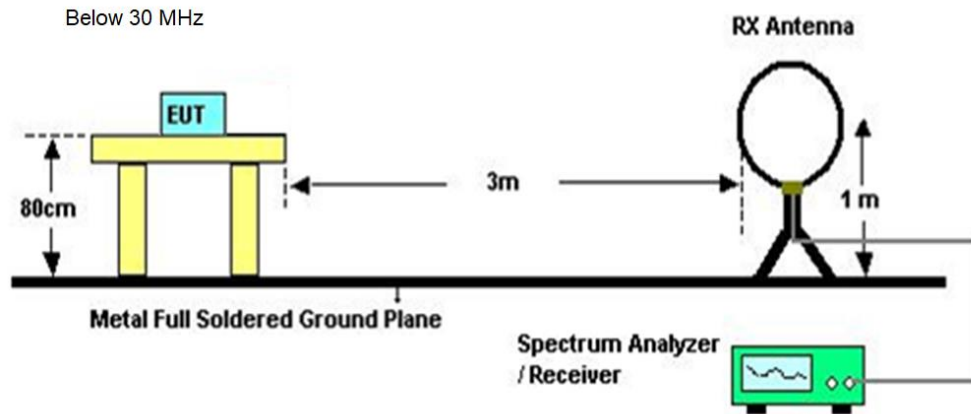 Below 30 MHz
RX Antenna
EUT
80cm
3m
1 m
Metal Full Soldered Ground Plane
Spectrum Analyzer
/ Receiver